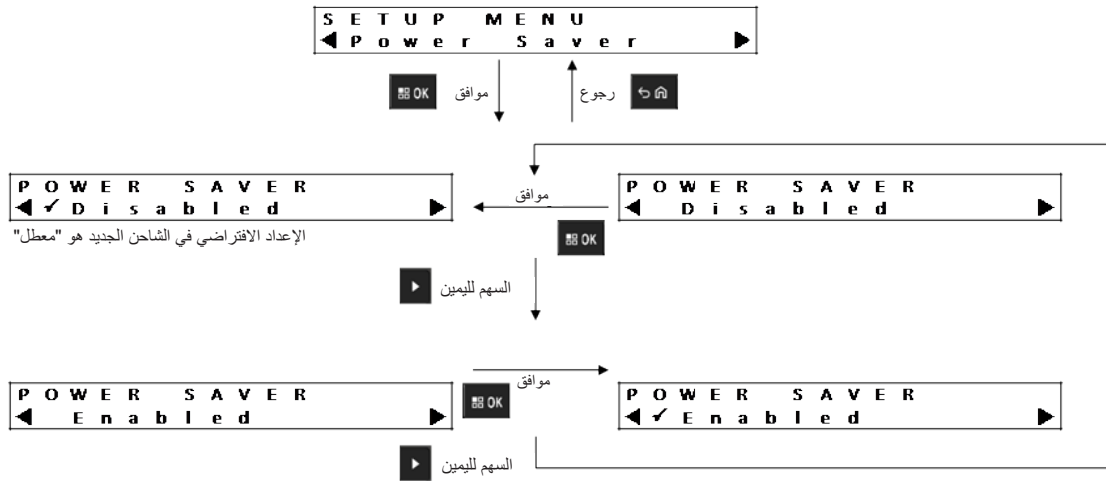 SETUP MENU
Power Saver
OK
موافق
رجوع
POWER SAVER
✓Disabled
موافق
OK
POWER SAVER
Disabled
الإعداد الافتراضي في الشاحن الجديد هو "معطل"
السهم لليمين
POWER SAVER
Enabled
موافق
OK
POWER SAVER
✓Enabled
السهم لليمين